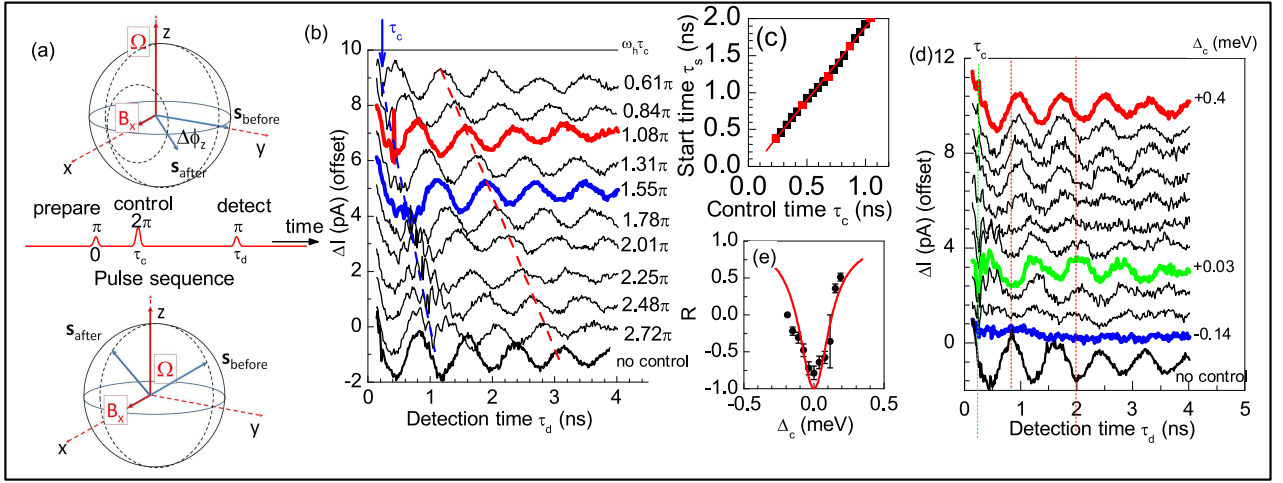 (a)
z
Ω
B_x
s_before
Δϕ_z
s_after
x
y
prepare control detect
π 2π π time
0 τ_c τ_d
Pulse sequence
z
s_after
s_before
Ω
B_x
x
y
(b)
τ_c
ω_hτ_c
10
8
6
4
2
0
-2
ΔI (pA) (offset)
0.61π
0.84π
1.08π
1.31π
1.55π
1.78π
2.01π
2.25π
2.48π
2.72π
no control
0 1 2 3 4
Detection time τ_d (ns)
(c)
2.0
1.5
1.0
0.5
0.0
Start time τ_s (ns)
0.0 0.5 1.0
Control time τ_c (ns)
(e)
1.0
0.5
0.0
-0.5
-1.0
R
-0.5 0.0 0.5
Δ_c (meV)
(d)
τ_c
Δ_c (meV)
12
8
4
0
ΔI (pA) (offset)
+0.4
+0.03
-0.14
no control
0 1 2 3 4 5
Detection time τ_d (ns)